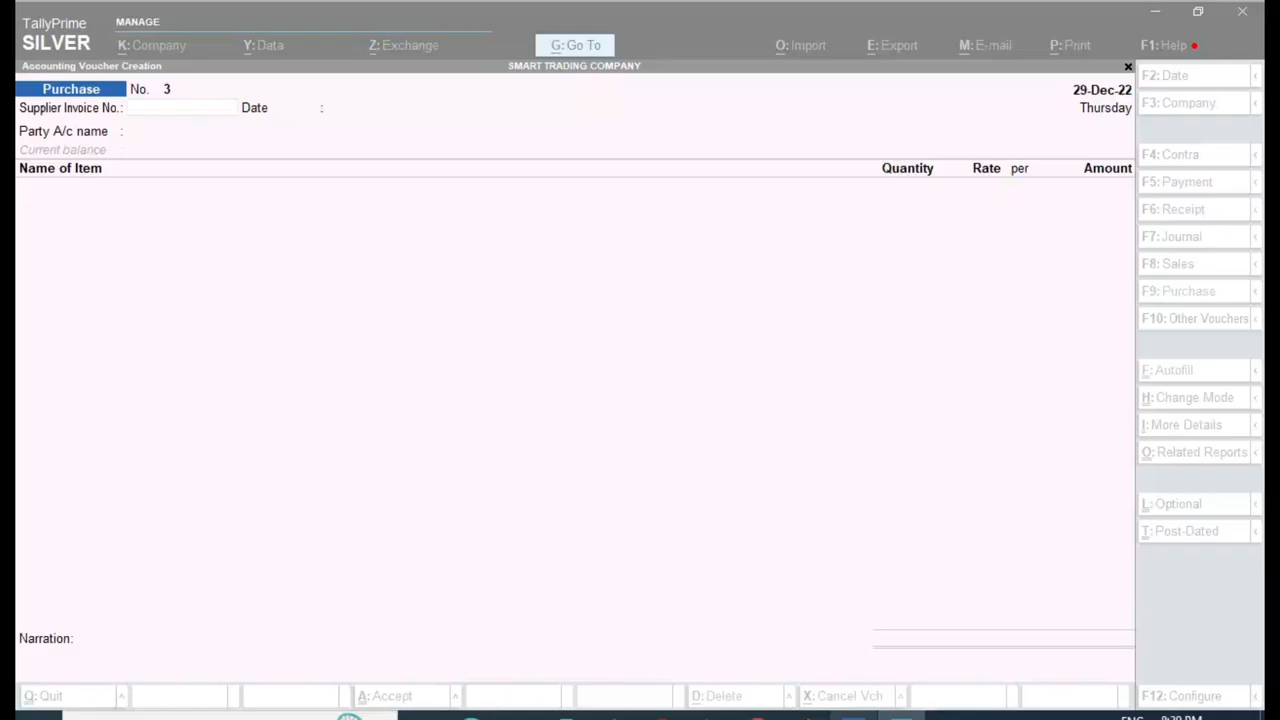 TallyPrime MANAGE
SILVER K: Company Y: Data Z: Exchange G: Go To O: Import E: Export M: E-mail P: Print F1: Help
Accounting Voucher Creation SMART TRADING COMPANY x
Purchase No. 3 29-Dec-22
Supplier Invoice No.: Date : Thursday
Party A/c name :
Current balance :
Name of Item Quantity Rate per Amount
F2: Date
F3: Company
F4: Contra
F5: Payment
F6: Receipt
F7: Journal
F8: Sales
F9: Purchase
F10: Other Vouchers
F: Autofill
H: Change Mode
I: More Details
O: Related Reports
L: Optional
T: Post-Dated
Narration:
Q: Quit A: Accept D: Delete X: Cancel Vch F12: Configure